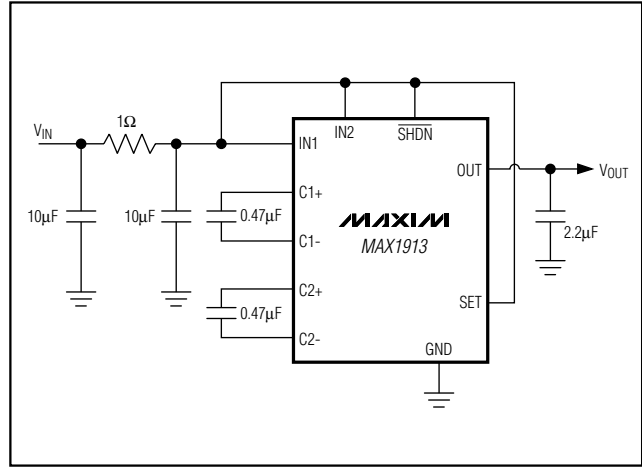 1Ω
VIN
IN1
IN2
SHDN
OUT
VOUT
10µF
10µF
C1+
0.47µF
C1-
MAXIM
MAX1913
2.2µF
C2+
0.47µF
C2-
SET
GND